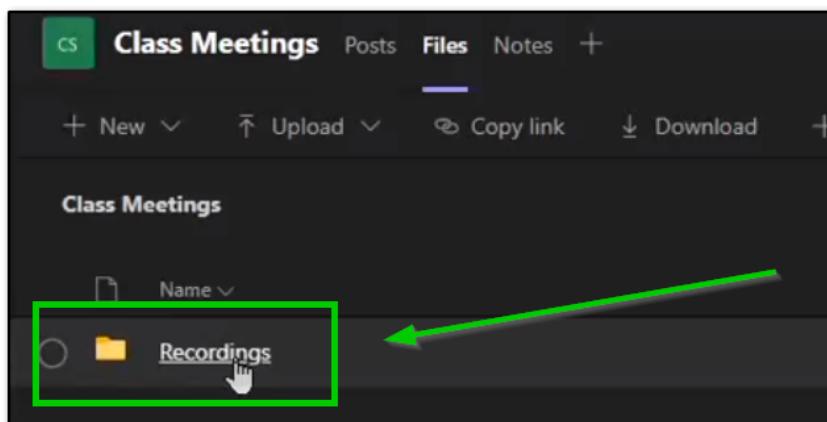 CS Class Meetings Posts Files Notes +
+ New Upload Copy link Download +
Class Meetings
Name
Recordings